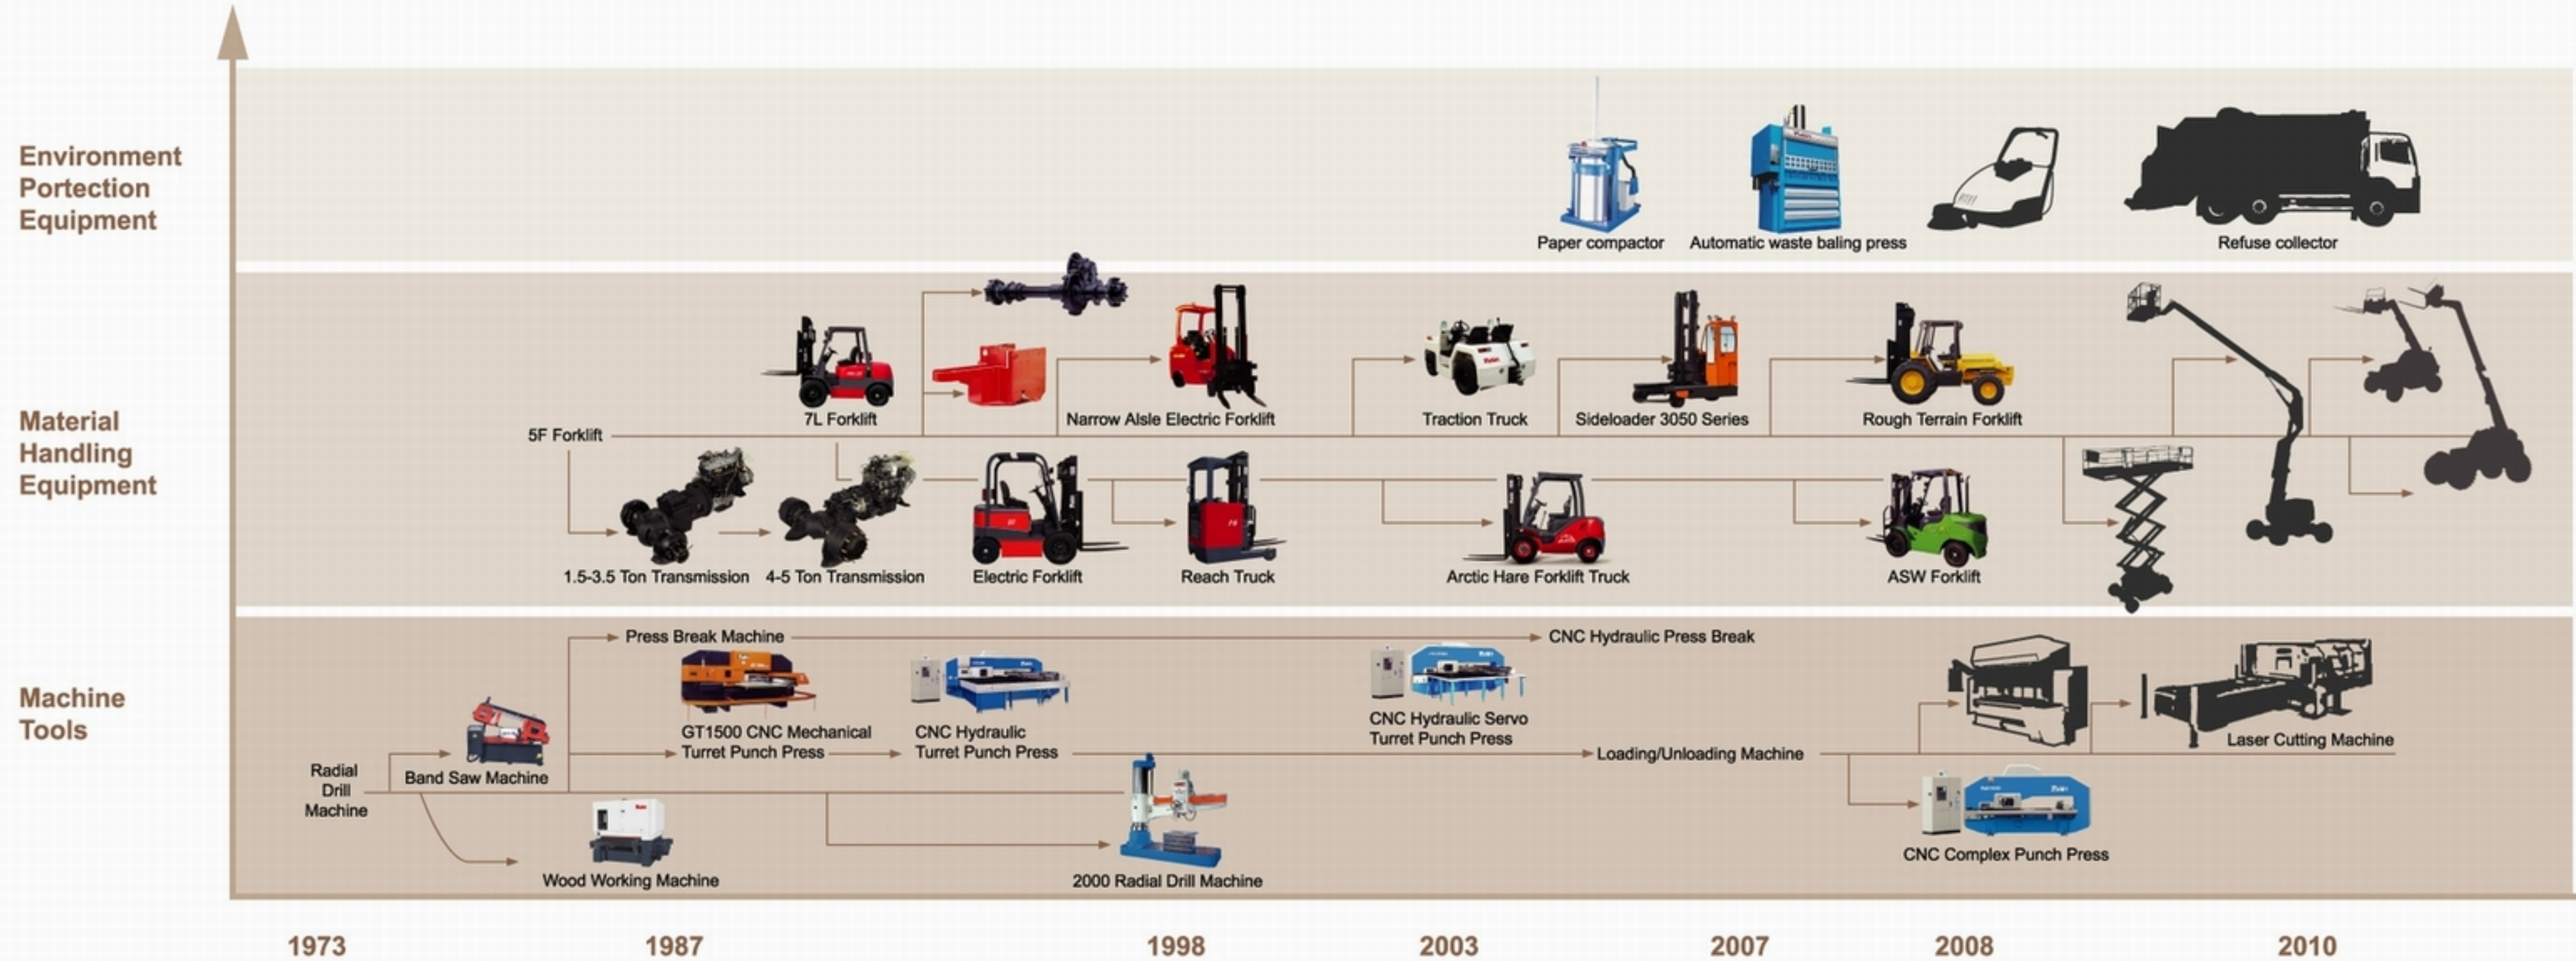 Environment
Portection
Equipment
Paper compactor
Automatic waste baling press
Refuse collector
Material
Handling
Equipment
7L Forklift
Narrow Alsle Electric Forklift
Traction Truck
Sideloader 3050 Series
Rough Terrain Forklift
5F Forklift
1.5-3.5 Ton Transmission
4-5 Ton Transmission
Electric Forklift
Reach Truck
Arctic Hare Forklift Truck
ASW Forklift
Machine
Tools
Press Break Machine
CNC Hydraulic Press Break
GT1500 CNC Mechanical
Turret Punch Press
CNC Hydraulic
Turret Punch Press
CNC Hydraulic Servo
Turret Punch Press
Loading/Unloading Machine
Laser Cutting Machine
Radial
Drill
Machine
Band Saw Machine
Wood Working Machine
2000 Radial Drill Machine
CNC Complex Punch Press
1973
1987
1998
2003
2007
2008
2010